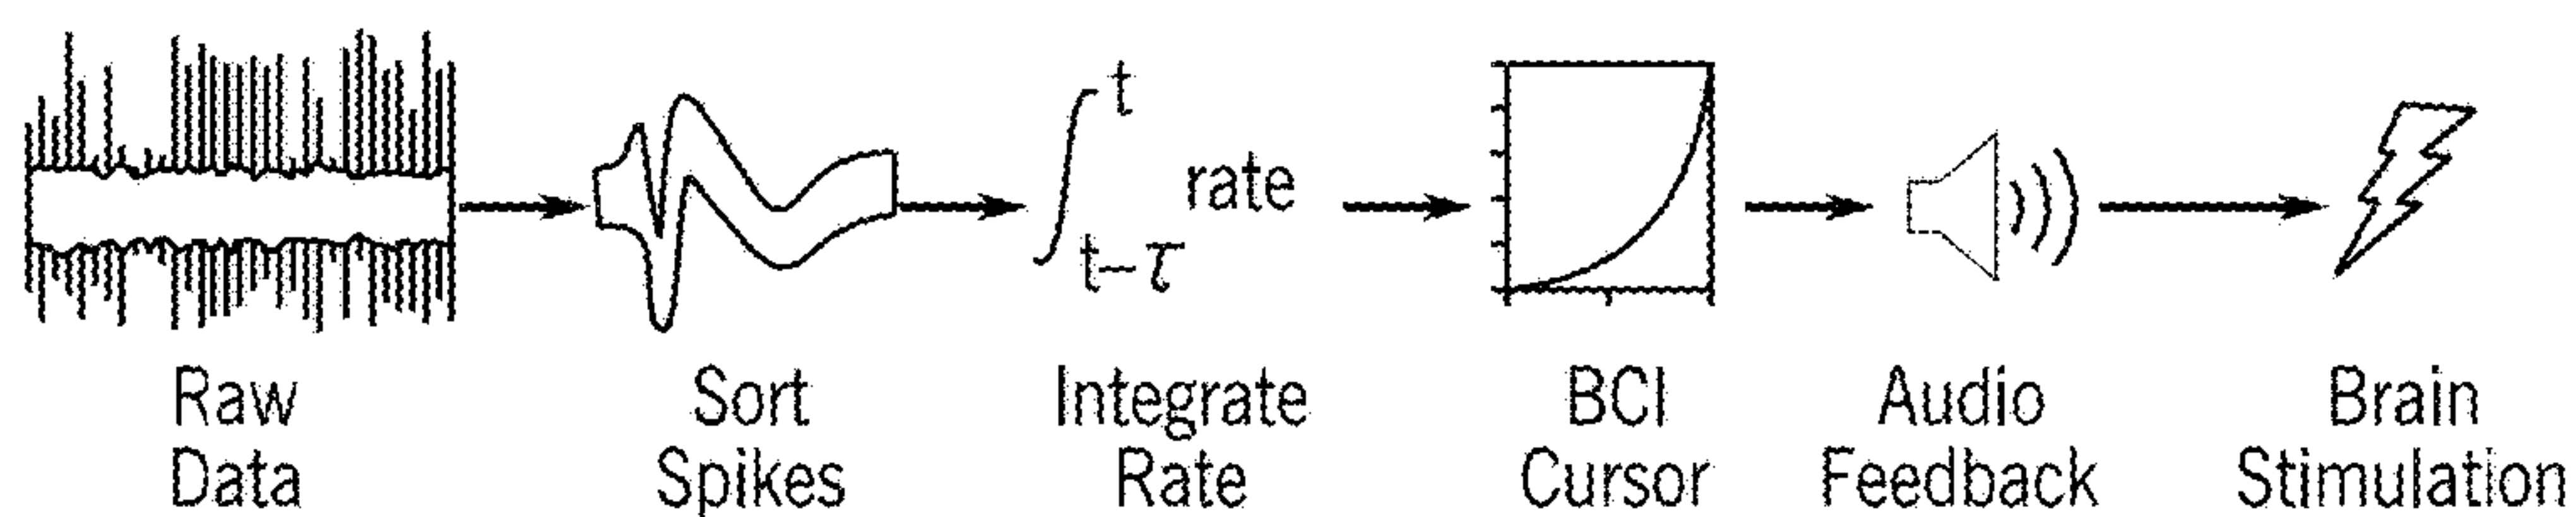 t
rate
t-τ
Raw Data
Sort Spikes
Integrate Rate
BCI Cursor
Audio Feedback
Brain Stimulation